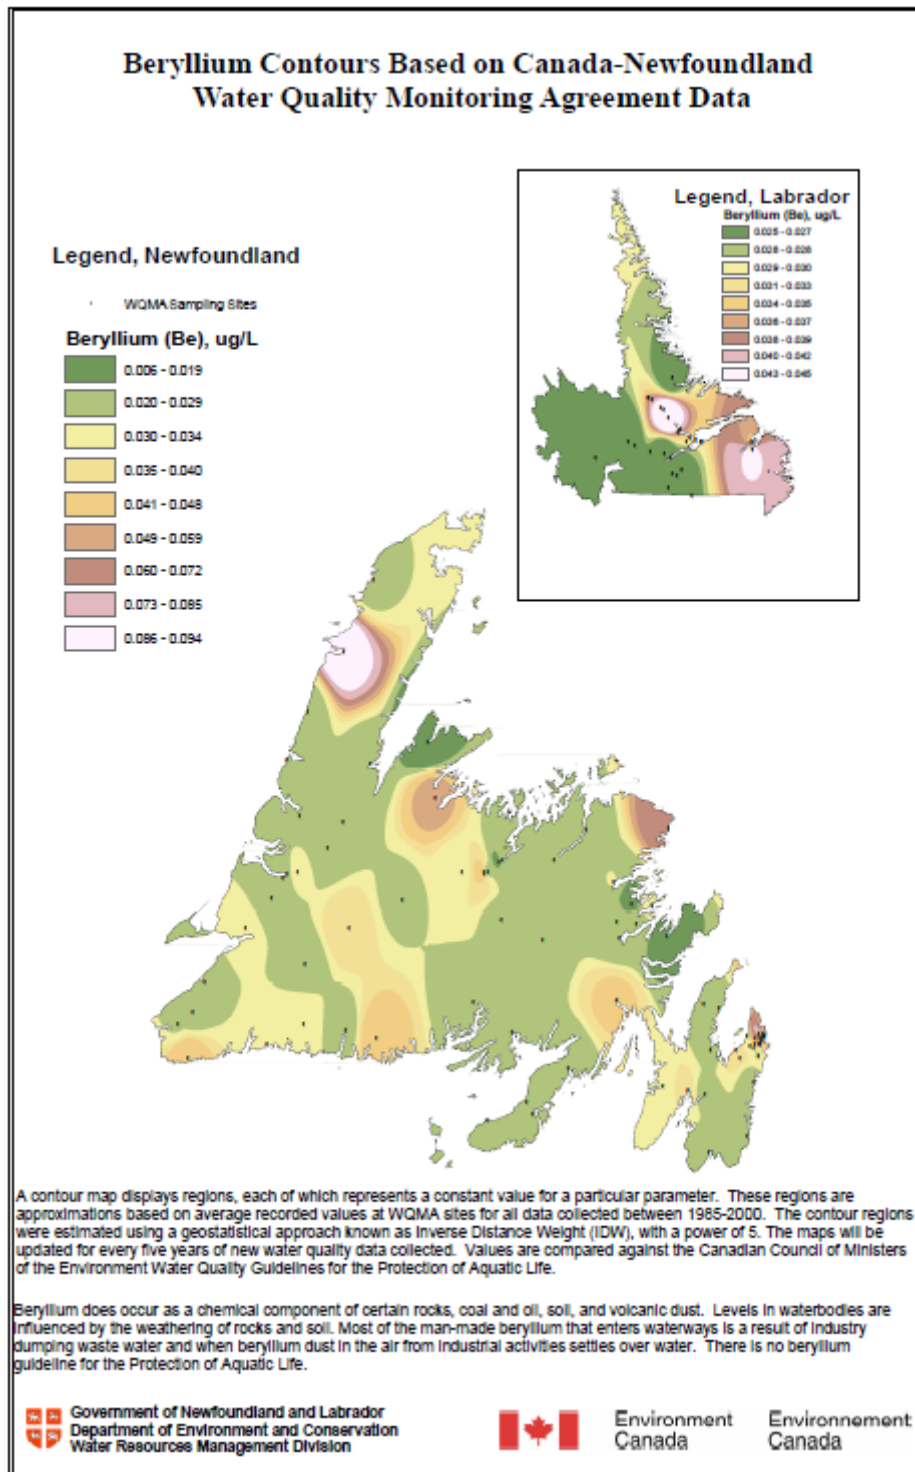 Beryllium Contours Based on Canada-Newfoundland
Water Quality Monitoring Agreement Data
Legend, Labrador
Beryllium (Be), ug/L
0.025 - 0.027
0.028 - 0.028
0.029 - 0.030
0.031 - 0.033
0.034 - 0.035
0.036 - 0.037
0.038 - 0.039
0.040 - 0.042
0.043 - 0.045
Legend, Newfoundland
WQMA Sampling Sites
Beryllium (Be), ug/L
0.006 - 0.019
0.020 - 0.029
0.030 - 0.034
0.035 - 0.040
0.041 - 0.048
0.049 - 0.059
0.060 - 0.072
0.073 - 0.085
0.086 - 0.094
A contour map displays regions, each of which represents a constant value for a particular parameter. These regions are
approximations based on average recorded values at WQMA sites for all data collected between 1985-2000. The contour regions
were estimated using a geostatistical approach known as Inverse Distance Weight (IDW), with a power of 5. The maps will be
updated for every five years of new water quality data collected. Values are compared against the Canadian Council of Ministers
of the Environment Water Quality Guidelines for the Protection of Aquatic Life.
Beryllium does occur as a chemical component of certain rocks, coal and oil, soil, and volcanic dust. Levels in waterbodies are
influenced by the weathering of rocks and soil. Most of the man-made beryllium that enters waterways is a result of industry
dumping waste water and when beryllium dust in the air from industrial activities settles over water. There is no beryllium
guideline for the Protection of Aquatic Life.
Government of Newfoundland and Labrador
Department of Environment and Conservation
Water Resources Management Division
Environment
Canada
Environnement
Canada